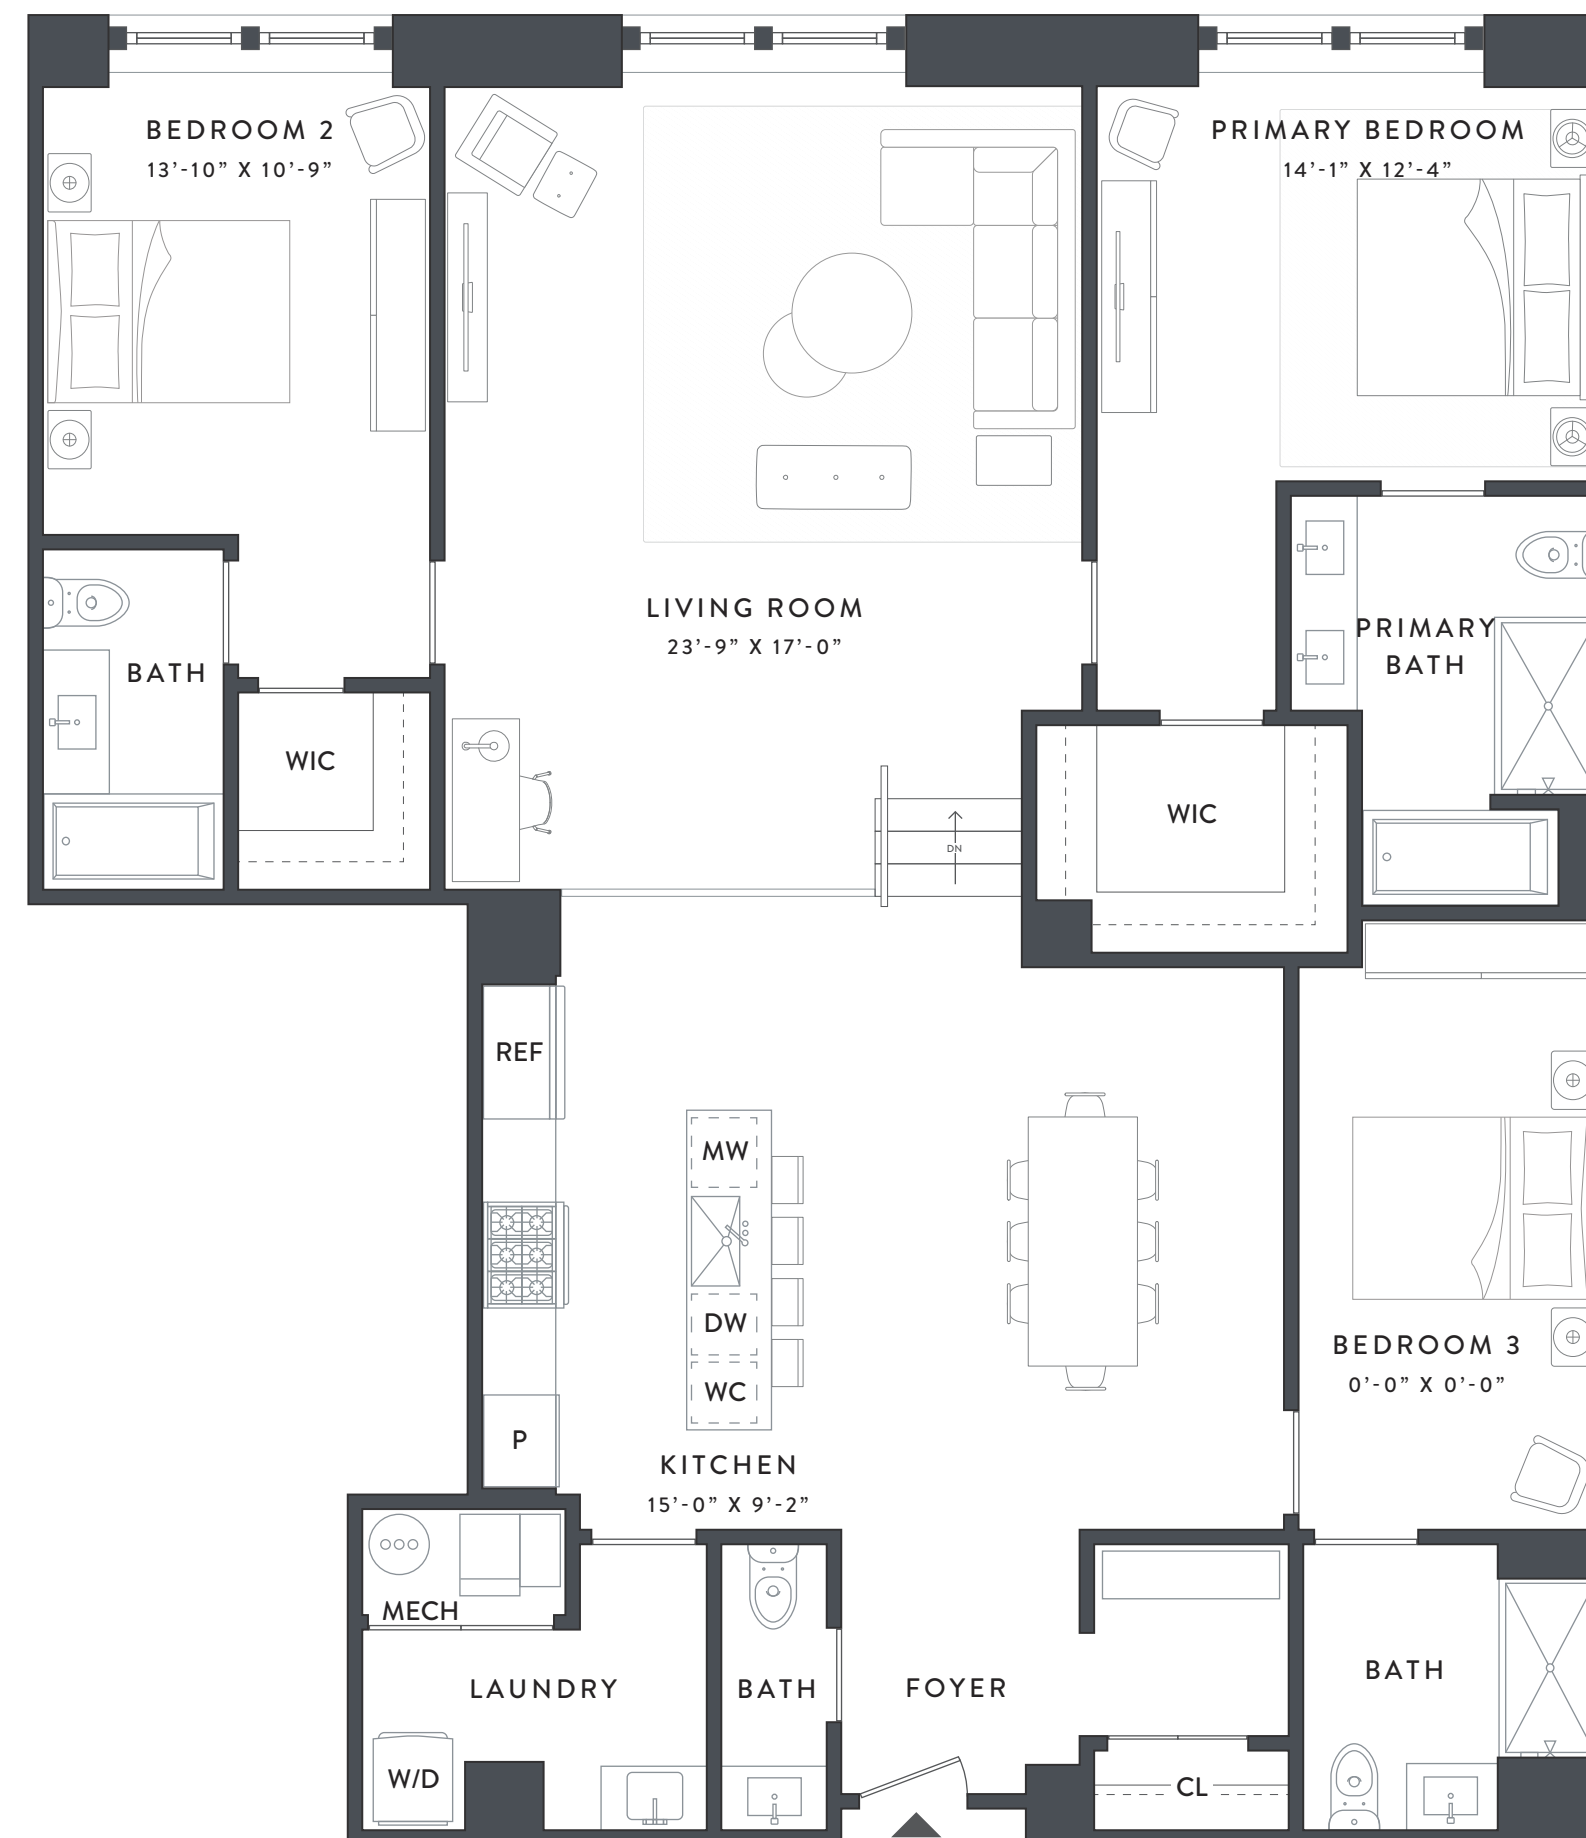 BEDROOM 2
13’-10” X 10’-9”
PRIMARY BEDROOM
14’-1” X 12’-4”
LIVING ROOM
23’-9” X 17’-0”
PRIMARY
BATH
BATH
WIC
WIC
DN
REF
MW
DW
WC
P
KITCHEN
15’-0” X 9’-2”
BEDROOM 3
0’-0” X 0’-0”
MECH
LAUNDRY
BATH
FOYER
BATH
W/D
CL